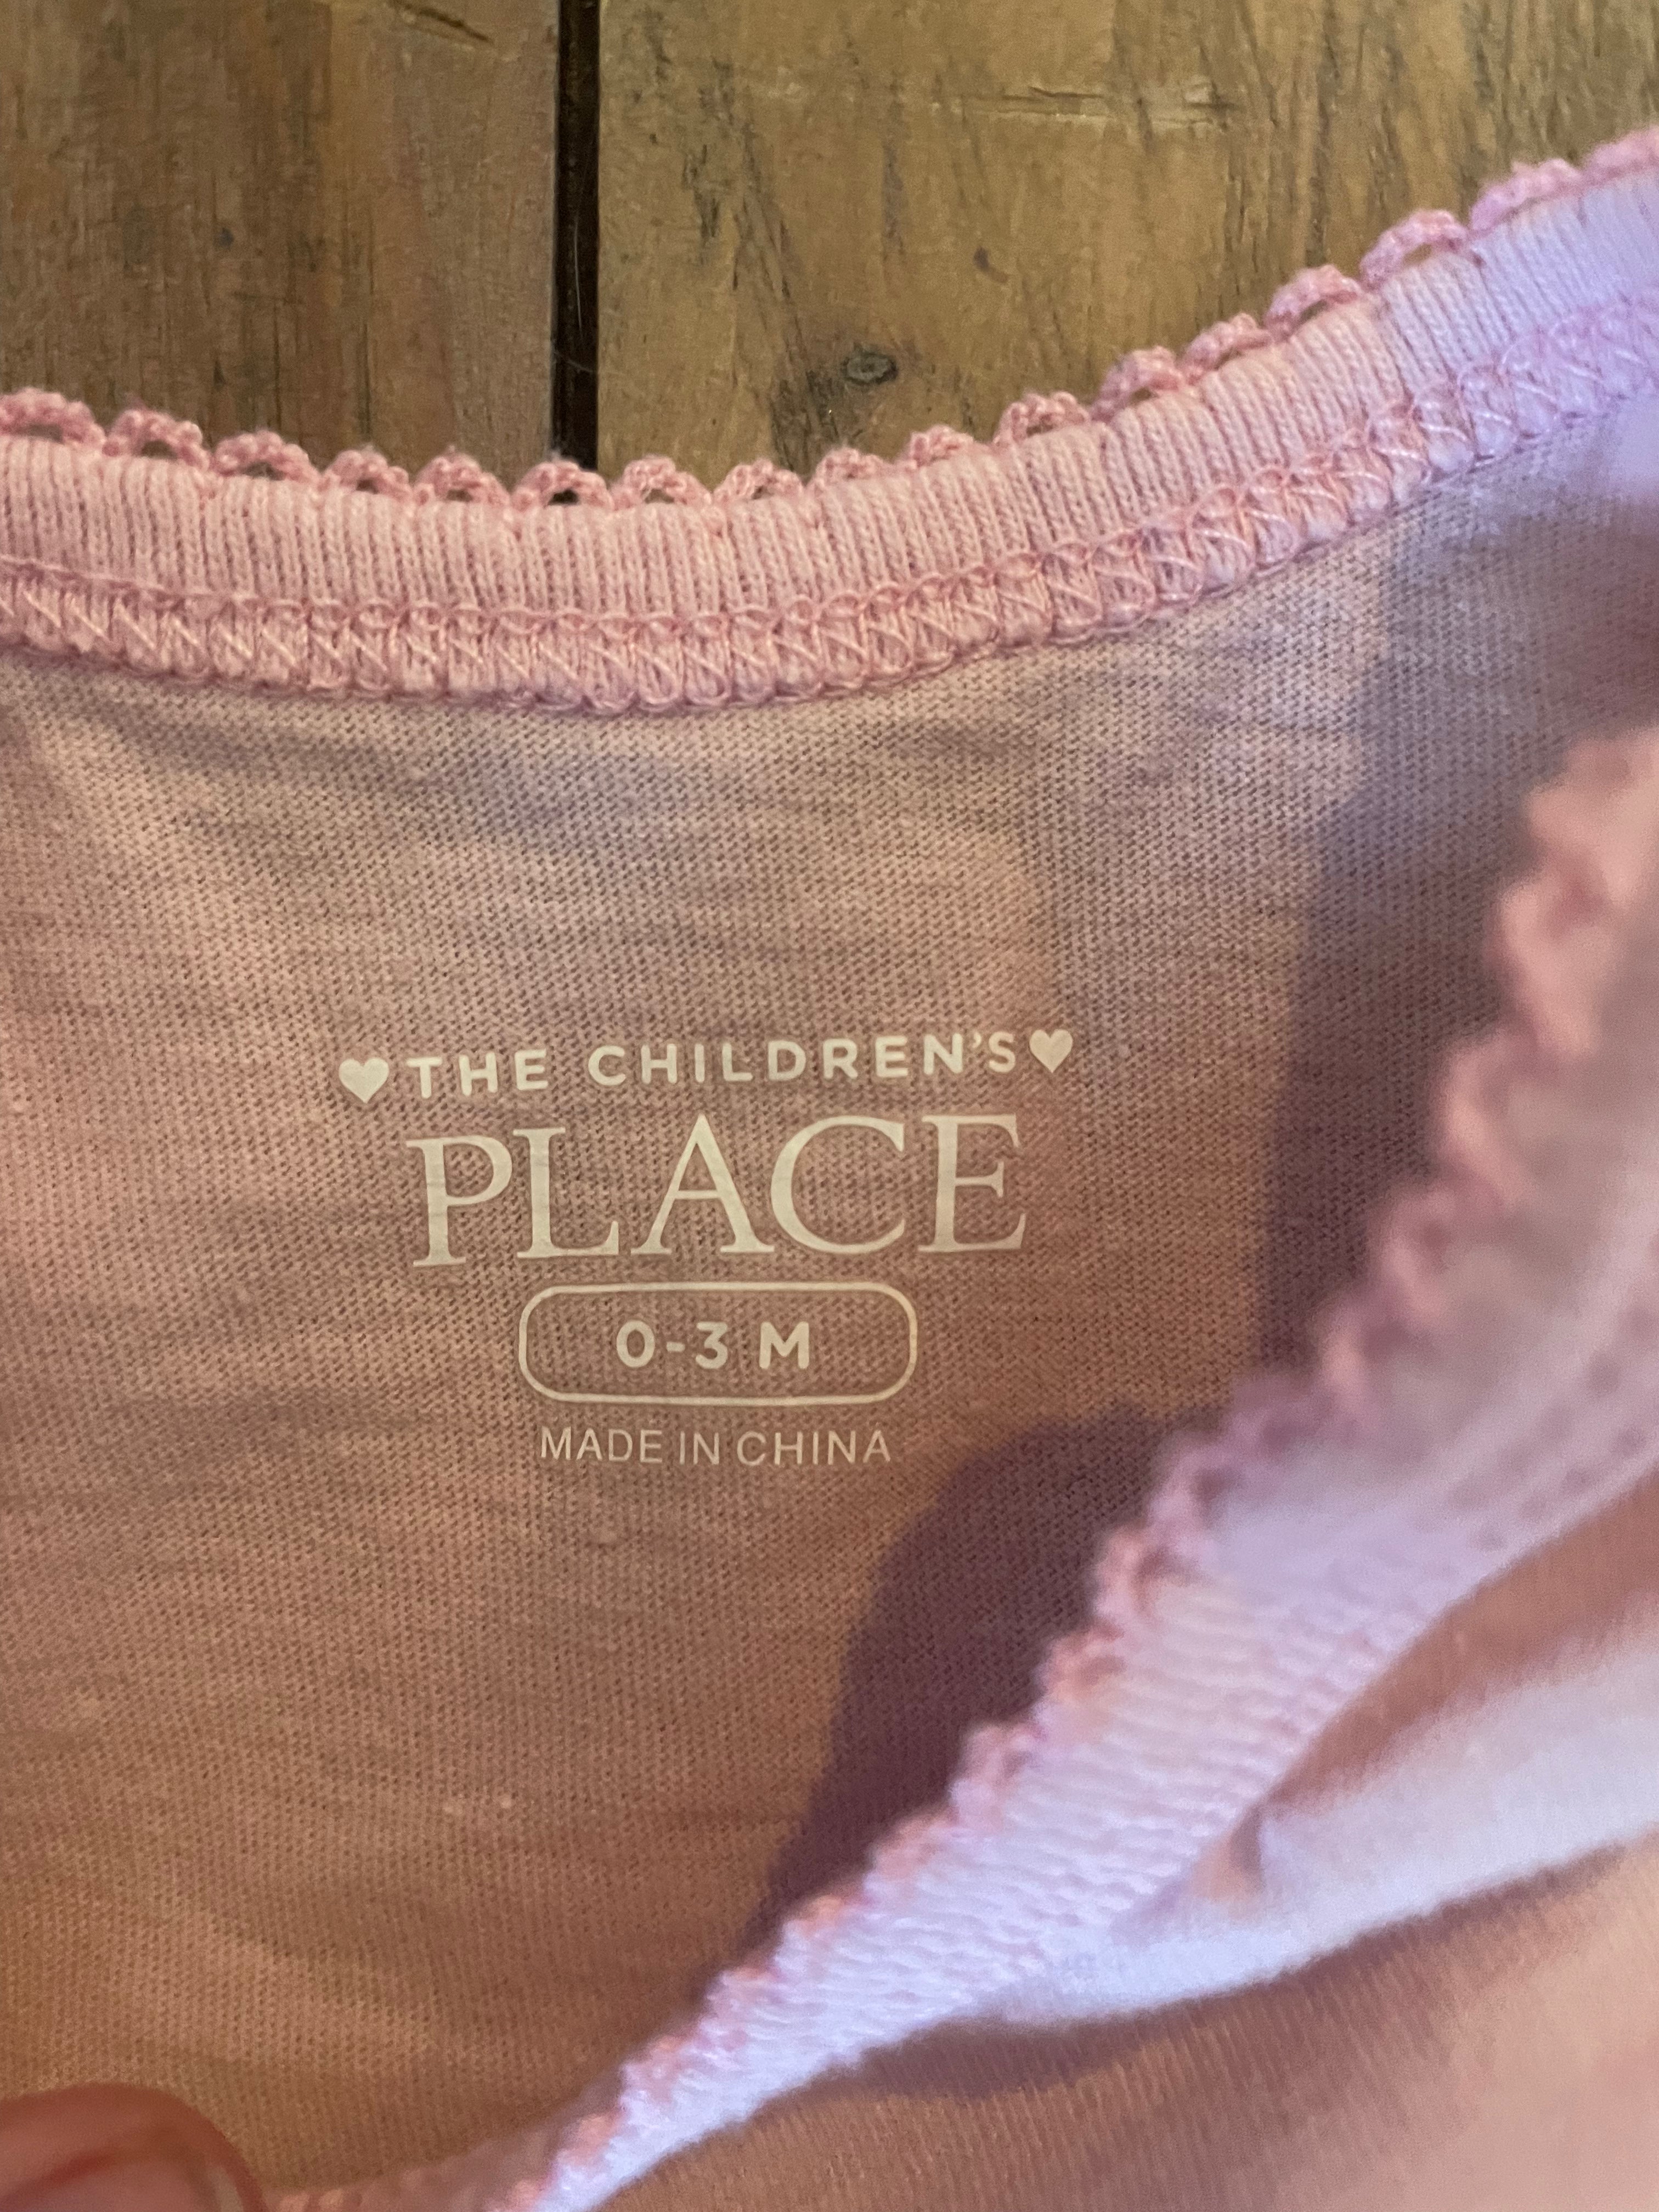 THE CHILDREN'S
PLACE
0-3 M
MADE IN CHINA